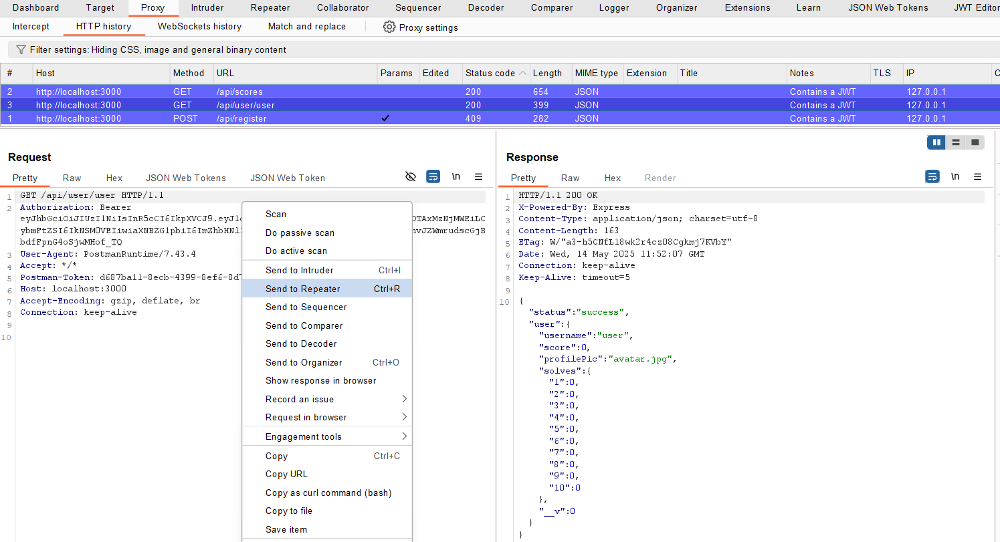 Dashboard Target Proxy Intruder Repeater Collaborator Sequencer Decoder Comparer Logger Organizer Extensions Learn JSON Web Tokens JWT Editor
Intercept HTTP history WebSockets history Match and replace Proxy settings
Filter settings: Hiding CSS, image and general binary content
# Host Method URL Params Edited Status code Length MIME type Extension Title Notes TLS IP C
2 http://localhost:3000 GET /api/scores 200 654 JSON Contains a JWT 127.0.0.1
3 http://localhost:3000 GET /api/user/user 200 399 JSON Contains a JWT 127.0.0.1
1 http://localhost:3000 POST /api/register ✓ 409 282 JSON Contains a JWT 127.0.0.1
Request
Pretty Raw Hex JSON Web Tokens JSON Web Token \n
1 GET /api/user/user HTTP/1.1
2 Authorization: Bearer
bdfFpnG4oSjwMHof_TQ
3 User-Agent: PostmanRuntime/7.43.4
4 Accept: */*
5 Postman-Token: d687ba11-8ecb-4399-8ef6-8d7
6 Host: localhost:3000
7 Accept-Encoding: gzip, deflate, br
8 Connection: keep-alive
9
10
Scan
Do passive scan
Do active scan
Send to Intruder Ctrl+I
Send to Repeater Ctrl+R
Send to Sequencer
Send to Comparer
Send to Decoder
Send to Organizer Ctrl+O
Show response in browser
Record an issue
Request in browser
Engagement tools
Copy Ctrl+C
Copy URL
Copy as curl command (bash)
Copy to file
Save item
Response
Pretty Raw Hex Render \n
1 HTTP/1.1 200 OK
2 X-Powered-By: Express
3 Content-Type: application/json; charset=utf-8
4 Content-Length: 163
5 ETag: W/"a3-h5CNfL18wk2r4cz08Cgkmj7KVbY"
6 Date: Wed, 14 May 2025 11:52:07 GMT
7 Connection: keep-alive
8 Keep-Alive: timeout=5
9
10 {
"status":"success",
"user":{
"username":"user",
"score":0,
"profilePic":"avatar.jpg",
"solves":{
"1":0,
"2":0,
"3":0,
"4":0,
"5":0,
"6":0,
"7":0,
"8":0,
"9":0,
"10":0
},
"__v":0
}
}